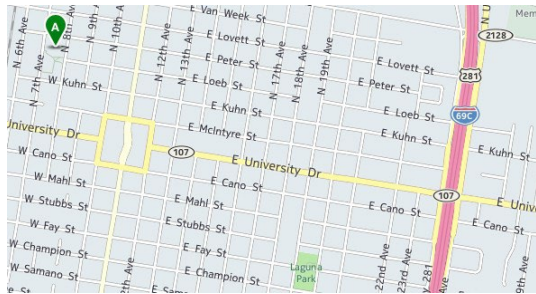 E Van Week St
Mem
N 6th Ave
N 7th Ave
A
N 8th Ave
N 9th Ave
N 10th Ave
N 12th Ave
N 13th Ave
E Lovett St
E Peter St
E Loeb St
N 17th Ave
N 18th Ave
N 19th Ave
E Lovett St
E Peter St
E Loeb St
2128
281
69C
W Kuhn St
E Kuhn St
E Kuhn St
E Kuhn St
E McIntyre St
University Dr
107
E University Dr
107
E Uni
W Cano St
E Cano St
E Cano St
E Cano St
W Mahl St
E Mahl St
W Stubbs St
E Stubbs St
W Fay St
E Fay St
W Champion St
E Champion St
W Samano St
Laguna
Park
22nd Ave
23rd Ave
281